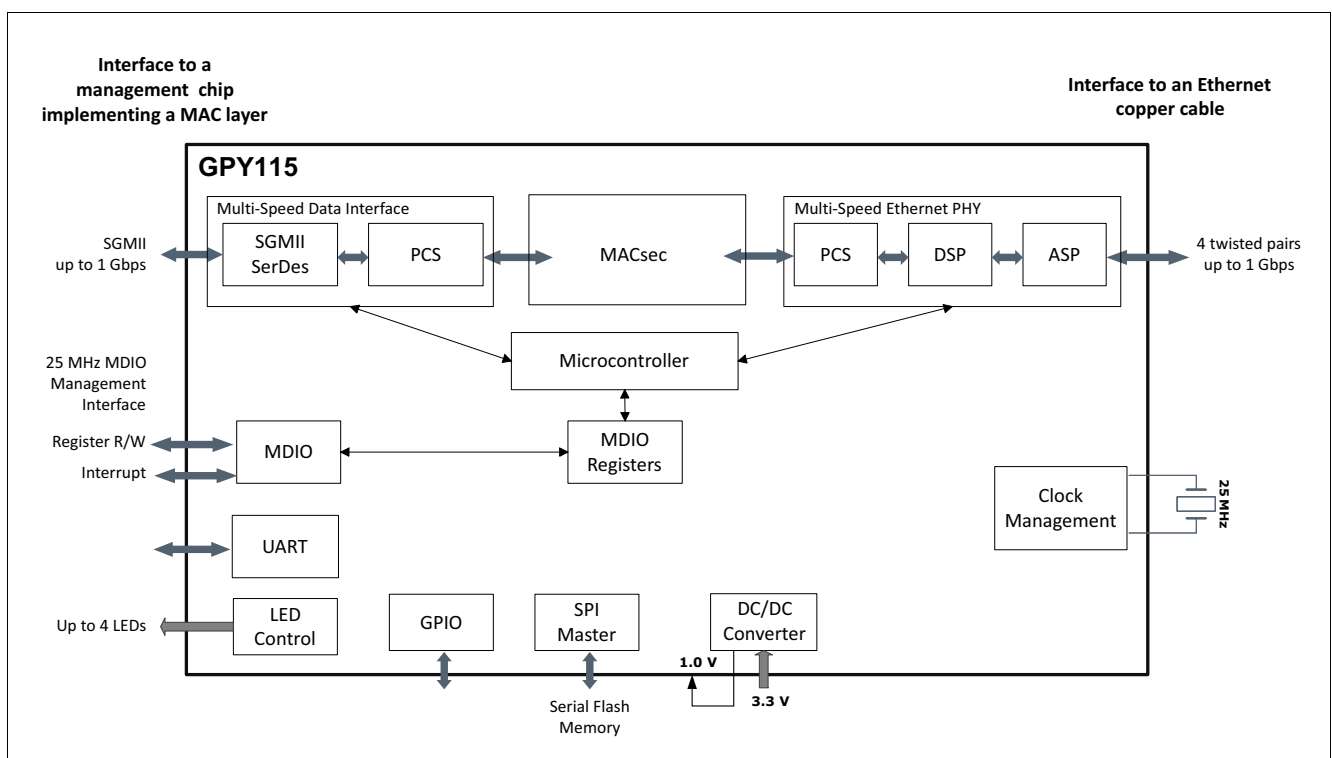 Interface to a
management chip
implementing a MAC layer
Interface to an Ethernet
copper cable
GPY115
Multi-Speed Data Interface
SGMII
SerDes
PCS
MACsec
Multi-Speed Ethernet PHY
PCS
DSP
ASP
SGMII
up to 1 Gbps
4 twisted pairs
up to 1 Gbps
Microcontroller
25 MHz MDIO
Management
Interface
Register R/W
Interrupt
MDIO
MDIO
Registers
Clock
Management
25 MHz
UART
Up to 4 LEDs
LED
Control
GPIO
SPI
Master
DC/DC
Converter
1.0 V
3.3 V
Serial Flash
Memory